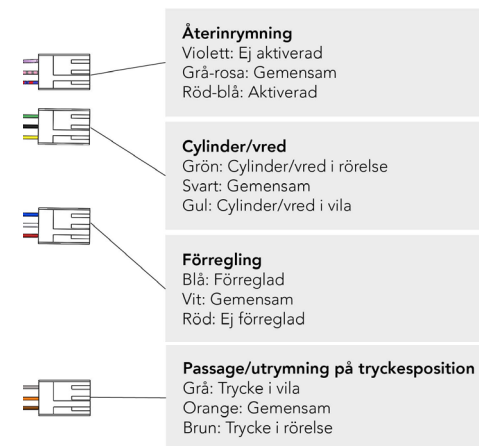 Återinrymning
Violett: Ej aktiverad
Grå-rosa: Gemensam
Röd-blå: Aktiverad
Cylinder/vred
Grön: Cylinder/vred i rörelse
Svart: Gemensam
Gul: Cylinder/vred i vila
Förregling
Blå: Förreglad
Vit: Gemensam
Röd: Ej förreglad
Passage/utrymning på tryckesposition
Grå: Trycke i vila
Orange: Gemensam
Brun: Trycke i rörelse